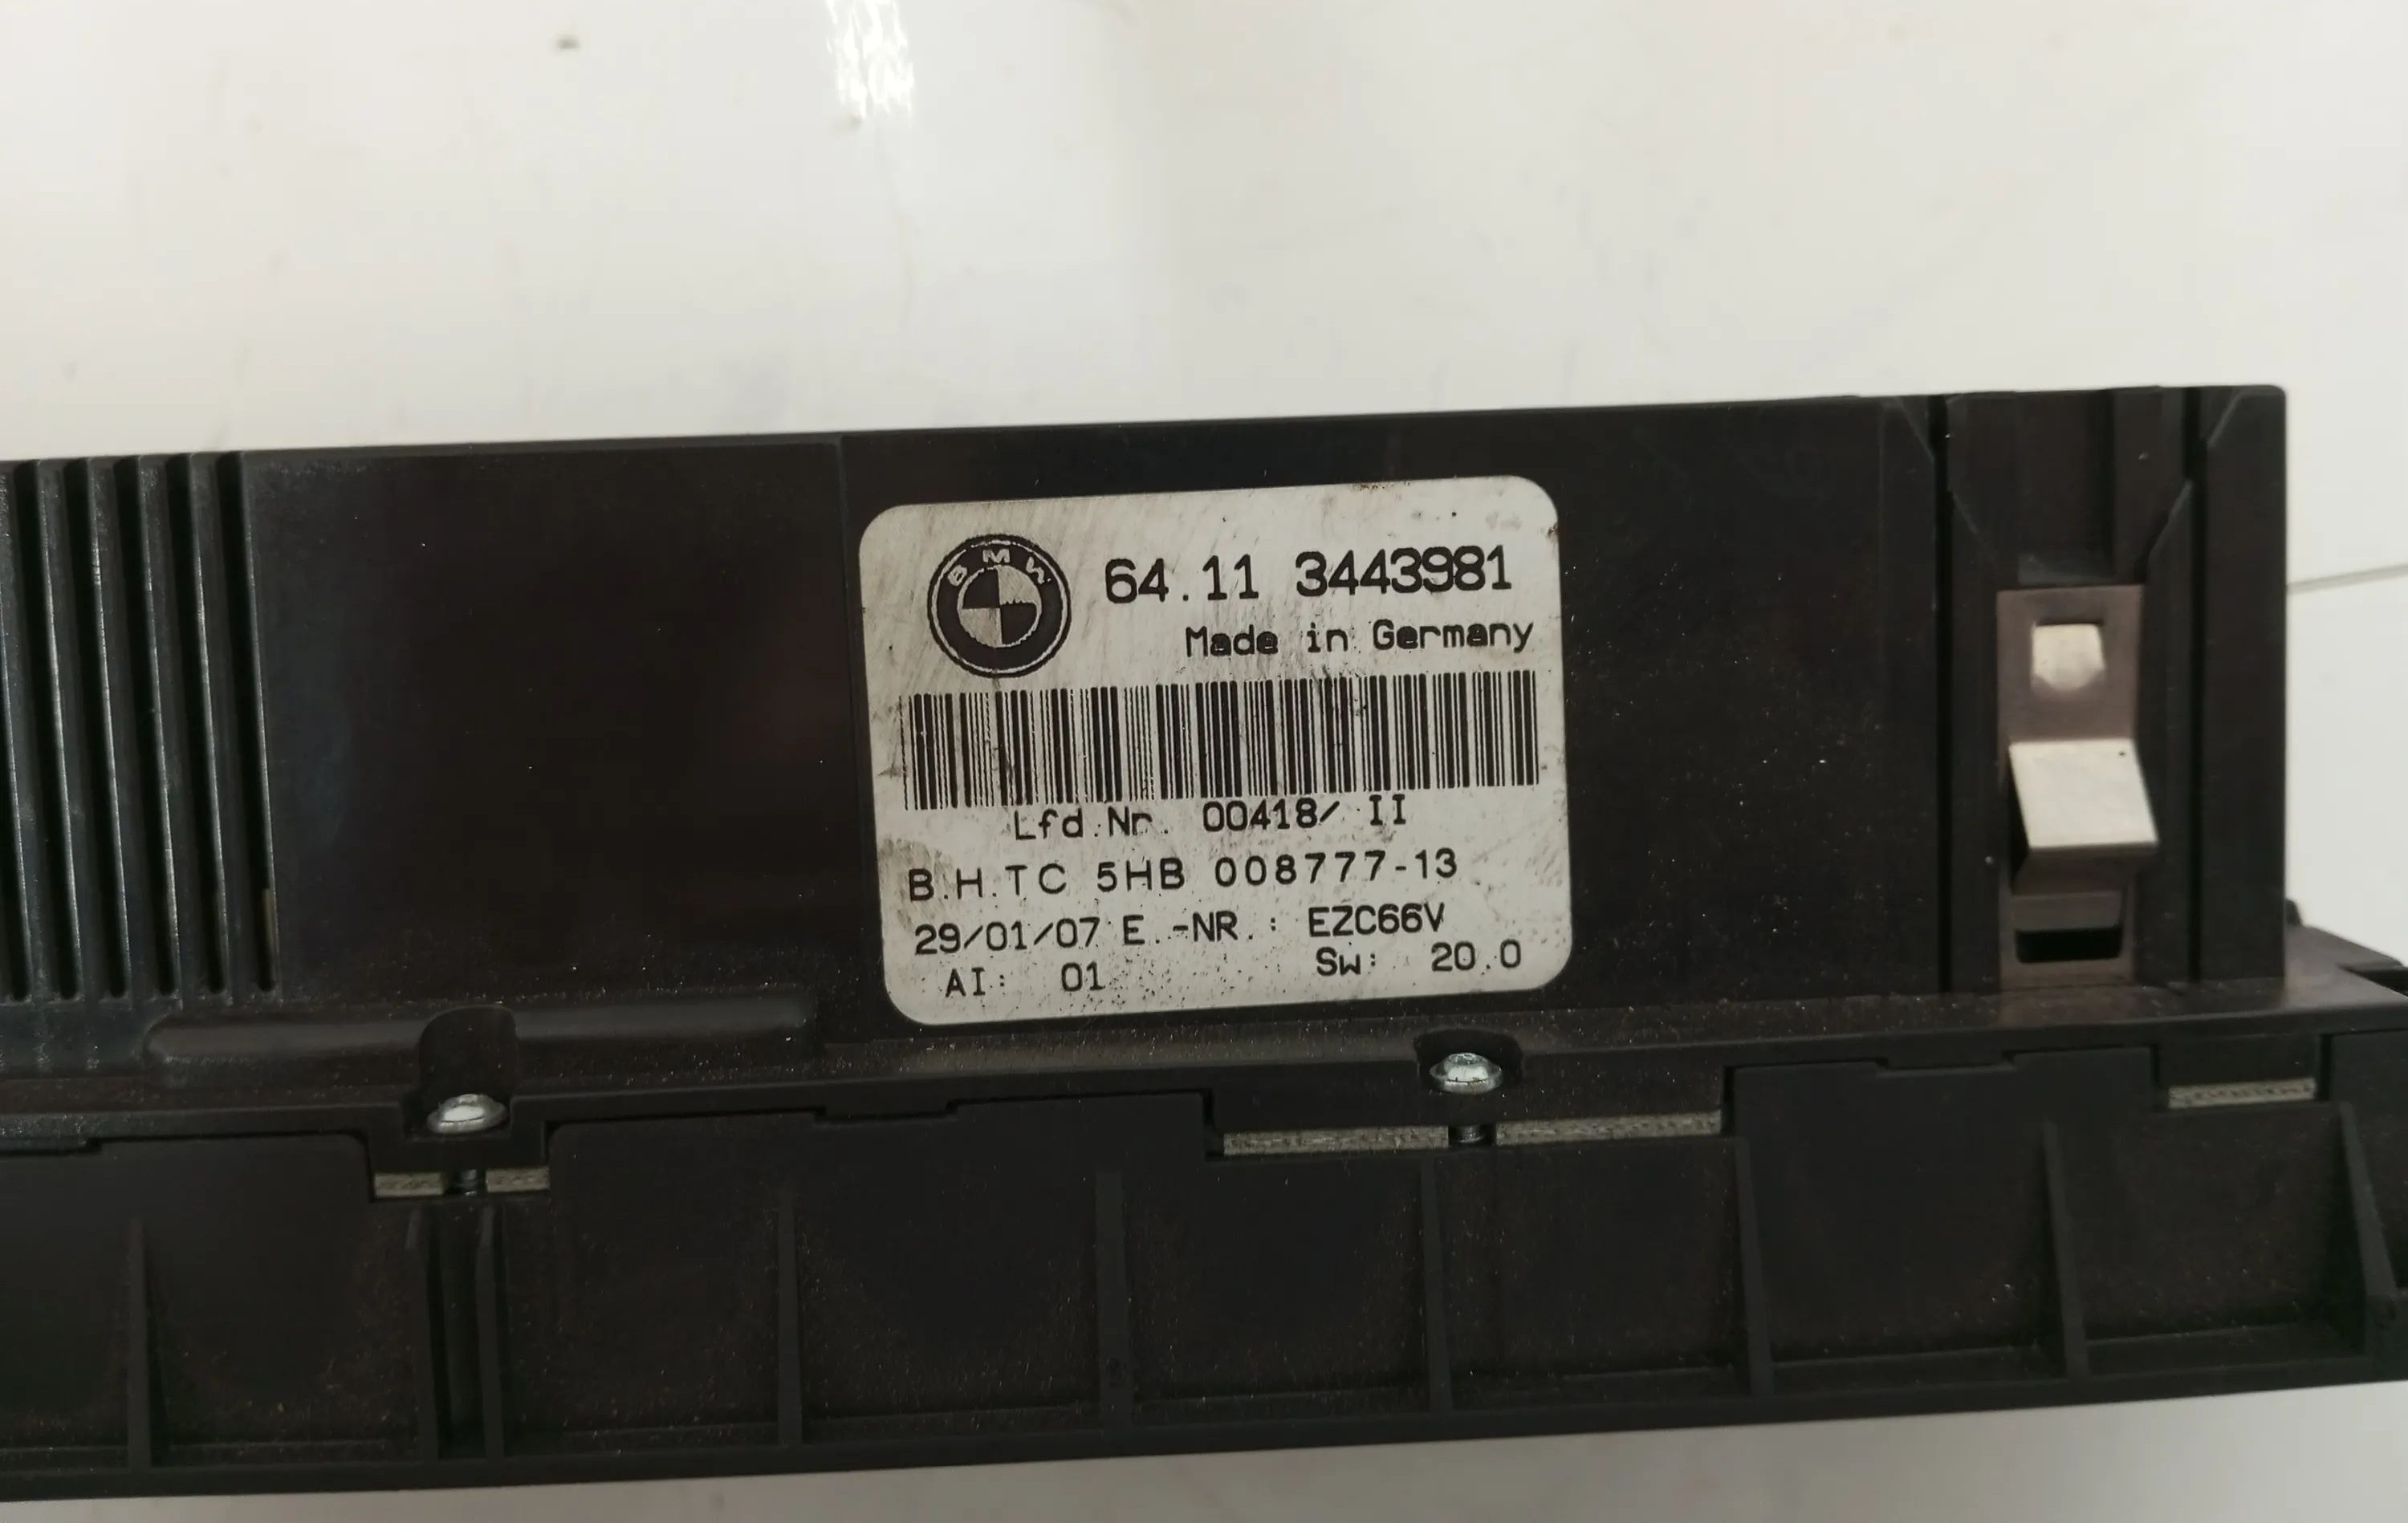 BMW
64.11 3443981
Made in Germany
Lfd.Nr. 00418/ II
B.H.TC 5HB 008777-13
29/01/07 E.-NR.: EZC66V
AI: 01 Sw: 20.0